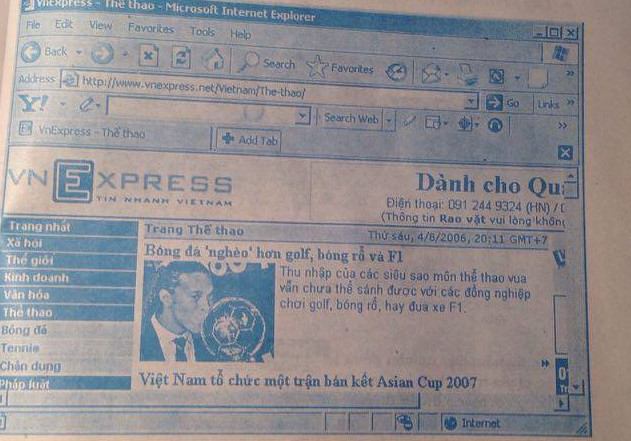 VnExpress - Thể thao - Microsoft Internet Explorer
File Edit View Favorites Tools Help
Back Search Favorites
Address http://www.vnexpress.net/Vietnam/The-thao/ Go Links »
Y! Search Web »
VnExpress - Thể thao Add Tab
VN EXPRESS
TIN NHANH VIETNAM
Dành cho Qu
Điện thoại: 091 244 9324 (HN) /
(Thông tin Rao vặt vui lòng không
Trang nhất
Xã hội
Thế giới
Kinh doanh
Văn hóa
Thể thao
Bóng đá
Tennis
Chân dung
Pháp luật
Trang Thể thao Thứ sáu, 4/8/2006, 20:11 GMT+7
Bóng đá 'nghèo' hơn golf, bóng rổ và F1
Thu nhập của các siêu sao môn thể thao vua
vẫn chưa thể sánh được với các đồng nghiệp
chơi golf, bóng rổ, hay đua xe F1.
Việt Nam tổ chức một trận bán kết Asian Cup 2007
Internet